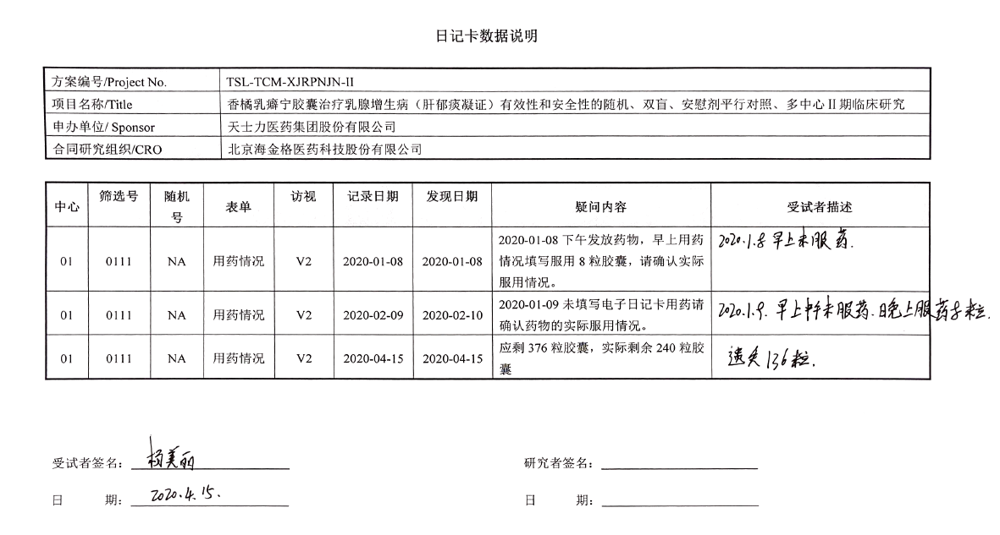 日记卡数据说明
方案编号/Project No. TSL-TCM-XJRPNJN-II
项目名称/Title 香橘乳癖宁胶囊治疗乳腺增生病（肝郁痰凝证）有效性和安全性的随机、双盲、安慰剂平行对照、多中心Ⅱ期临床研究
申办单位/ Sponsor 天士力医药集团股份有限公司
合同研究组织/CRO 北京海金格医药科技股份有限公司
中心 筛选号 随机号 表单 访视 记录日期 发现日期 疑问内容 受试者描述
01 0111 NA 用药情况 V2 2020-01-08 2020-01-08 2020-01-08 下午发放药物，早上用药
情况填写服用 8 粒胶囊，请确认实际
服用情况。
2020.1.8 早上未服药.
01 0111 NA 用药情况 V2 2020-02-09 2020-02-10 2020-01-09 未填写电子日记卡用药请
确认药物的实际服用情况。
2020.1.9. 早上中午未服药.晚上服药8粒.
01 0111 NA 用药情况 V2 2020-04-15 2020-04-15 应剩 376 粒胶囊，实际剩余 240 粒胶
囊
遗失136粒.
受试者签名： 杨美丽 研究者签名：
日 期: 2020.4.15. 日 期: